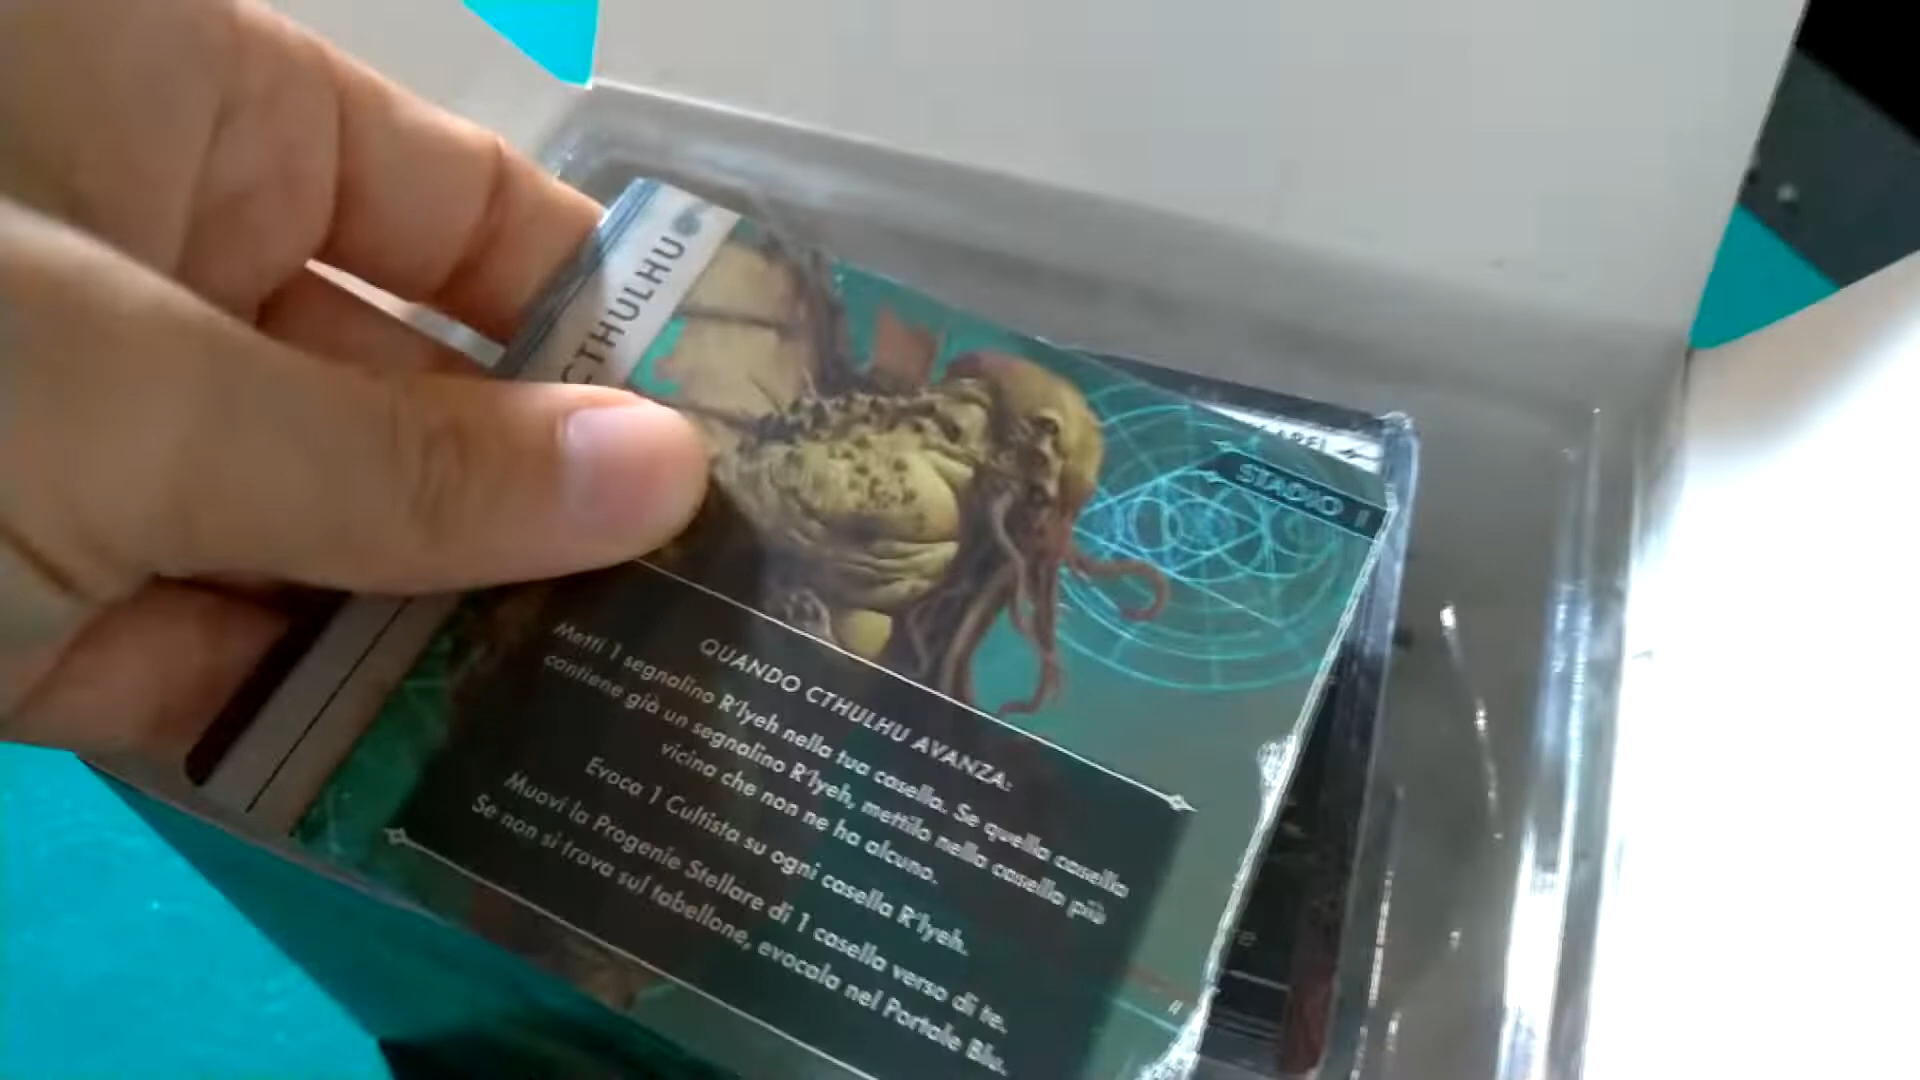 CTHULHU
STADIO I
QUANDO CTHULHU AVANZA:
Metti 1 segnalino R'lyeh nella tua casella. Se quella casella
contiene già un segnalino R'lyeh, mettilo nella casella più
vicina che non ne ha alcuno.
Evoca 1 Cultista su ogni casella R'lyeh.
Muovi la Progenie Stellare di 1 casella verso di te.
Se non si trova sul tabellone, evocala nel Portale Blu.